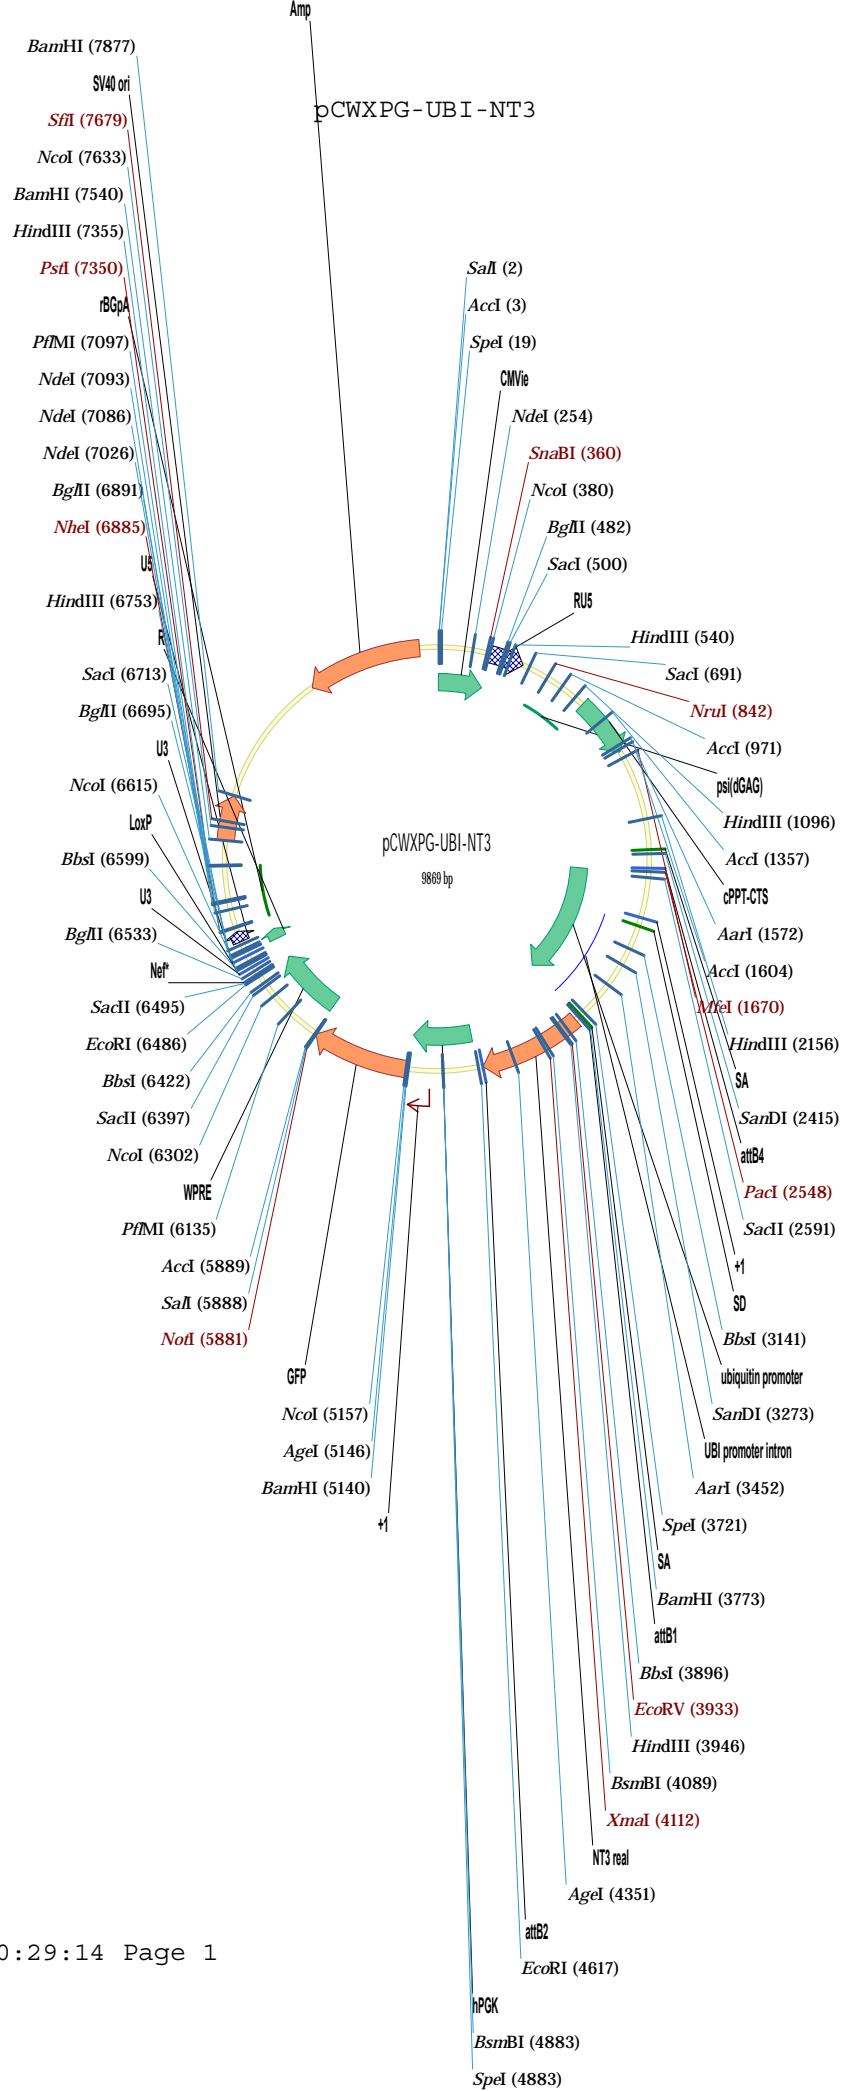 Amp
BamHI (7877)
SV40 ori
pCWXPG-UBI-NT3
SfiI (7679)
NcoI (7633)
BamHI (7540)
HindIII (7355)
PstI (7350)
rBGpA
PflMI (7097)
NdeI (7093)
NdeI (7086)
NdeI (7026)
BglII (6891)
NheI (6885)
U5
HindIII (6753)
R
SacI (6713)
BglII (6695)
U3
NcoI (6615)
LoxP
BbsI (6599)
U3
BglII (6533)
Nef*
SacII (6495)
EcoRI (6486)
BbsI (6422)
SacII (6397)
NcoI (6302)
WPRE
PflMI (6135)
AccI (5889)
SalI (5888)
NotI (5881)
GFP
NcoI (5157)
AgeI (5146)
BamHI (5140)
+1
SalI (2)
AccI (3)
SpeI (19)
CMVie
NdeI (254)
SnaBI (360)
NcoI (380)
BglII (482)
SacI (500)
RU5
HindIII (540)
SacI (691)
NruI (842)
AccI (971)
psi(dGAG)
HindIII (1096)
AccI (1357)
cPPT-CTS
AarI (1572)
AccI (1604)
MfeI (1670)
HindIII (2156)
SA
SanDI (2415)
attB4
PacI (2548)
SacII (2591)
+1
SD
BbsI (3141)
ubiquitin promoter
SanDI (3273)
UBI promoter intron
AarI (3452)
SpeI (3721)
SA
BamHI (3773)
attB1
BbsI (3896)
EcoRV (3933)
HindIII (3946)
BsmBI (4089)
XmaI (4112)
NT3 real
AgeI (4351)
attB2
EcoRI (4617)
hPGK
BsmBI (4883)
SpeI (4883)
pCWXPG-UBI-NT3
9869 bp
0:29:14 Page 1